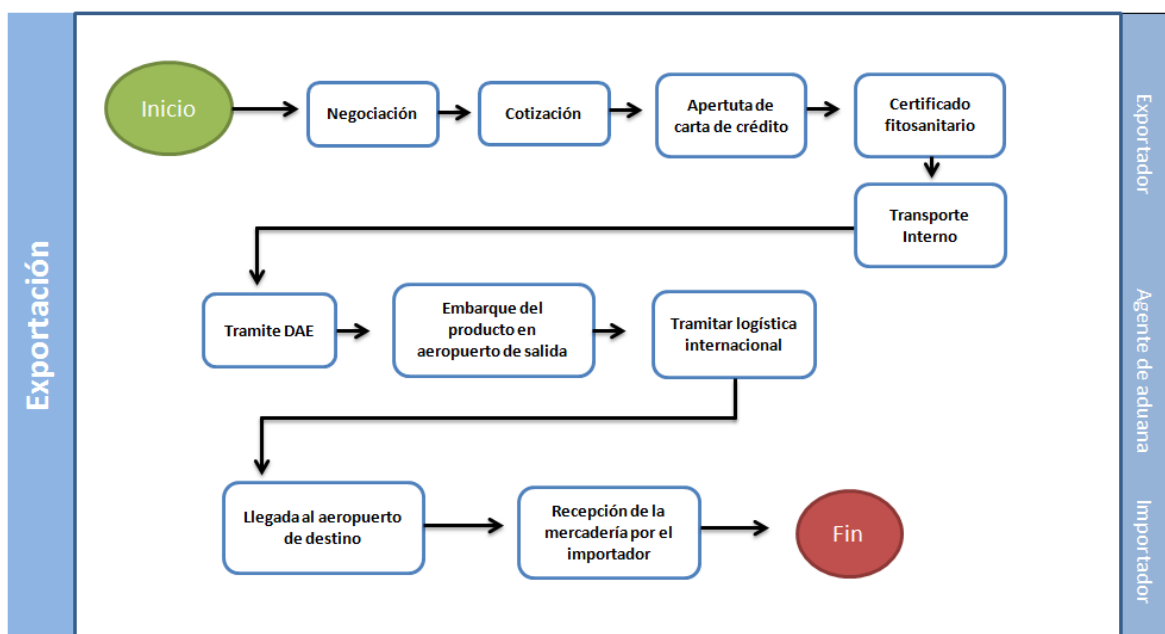 Exportación
Inicio
Negociación
Cotización
Apertuta de
carta de crédito
Certificado
fitosanitario
Exportador
Transporte
Interno
Tramite DAE
Embarque del
producto en
aeropuerto de salida
Tramitar logística
internacional
Agente de aduana
Llegada al aeropuerto
de destino
Recepción de la
mercadería por el
importador
Fin
Importador